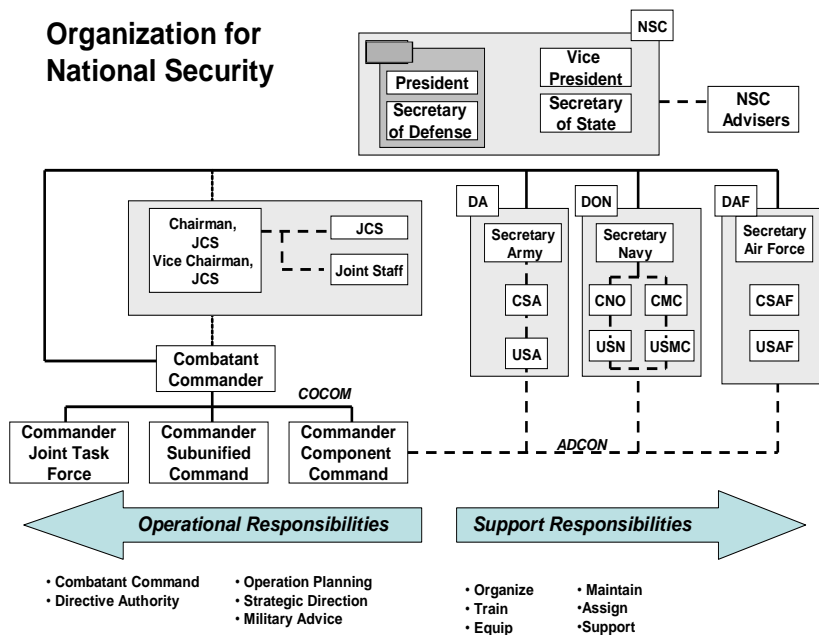 Organization for
National Security
NSC
President
Secretary
of Defense
Vice
President
Secretary
of State
NSC
Advisers
DA
DON
DAF
Chairman,
JCS
Vice Chairman,
JCS
JCS
Joint Staff
Secretary
Army
CSA
USA
Secretary
Navy
CNO
CMC
USN
USMC
Secretary
Air Force
CSAF
USAF
Combatant
Commander
COCOM
Commander
Joint Task
Force
Commander
Subunified
Command
Commander
Component
Command
ADCON
Operational Responsibilities
Support Responsibilities
• Combatant Command
• Directive Authority
• Operation Planning
• Strategic Direction
• Military Advice
• Organize
• Train
• Equip
• Maintain
•Assign
•Support